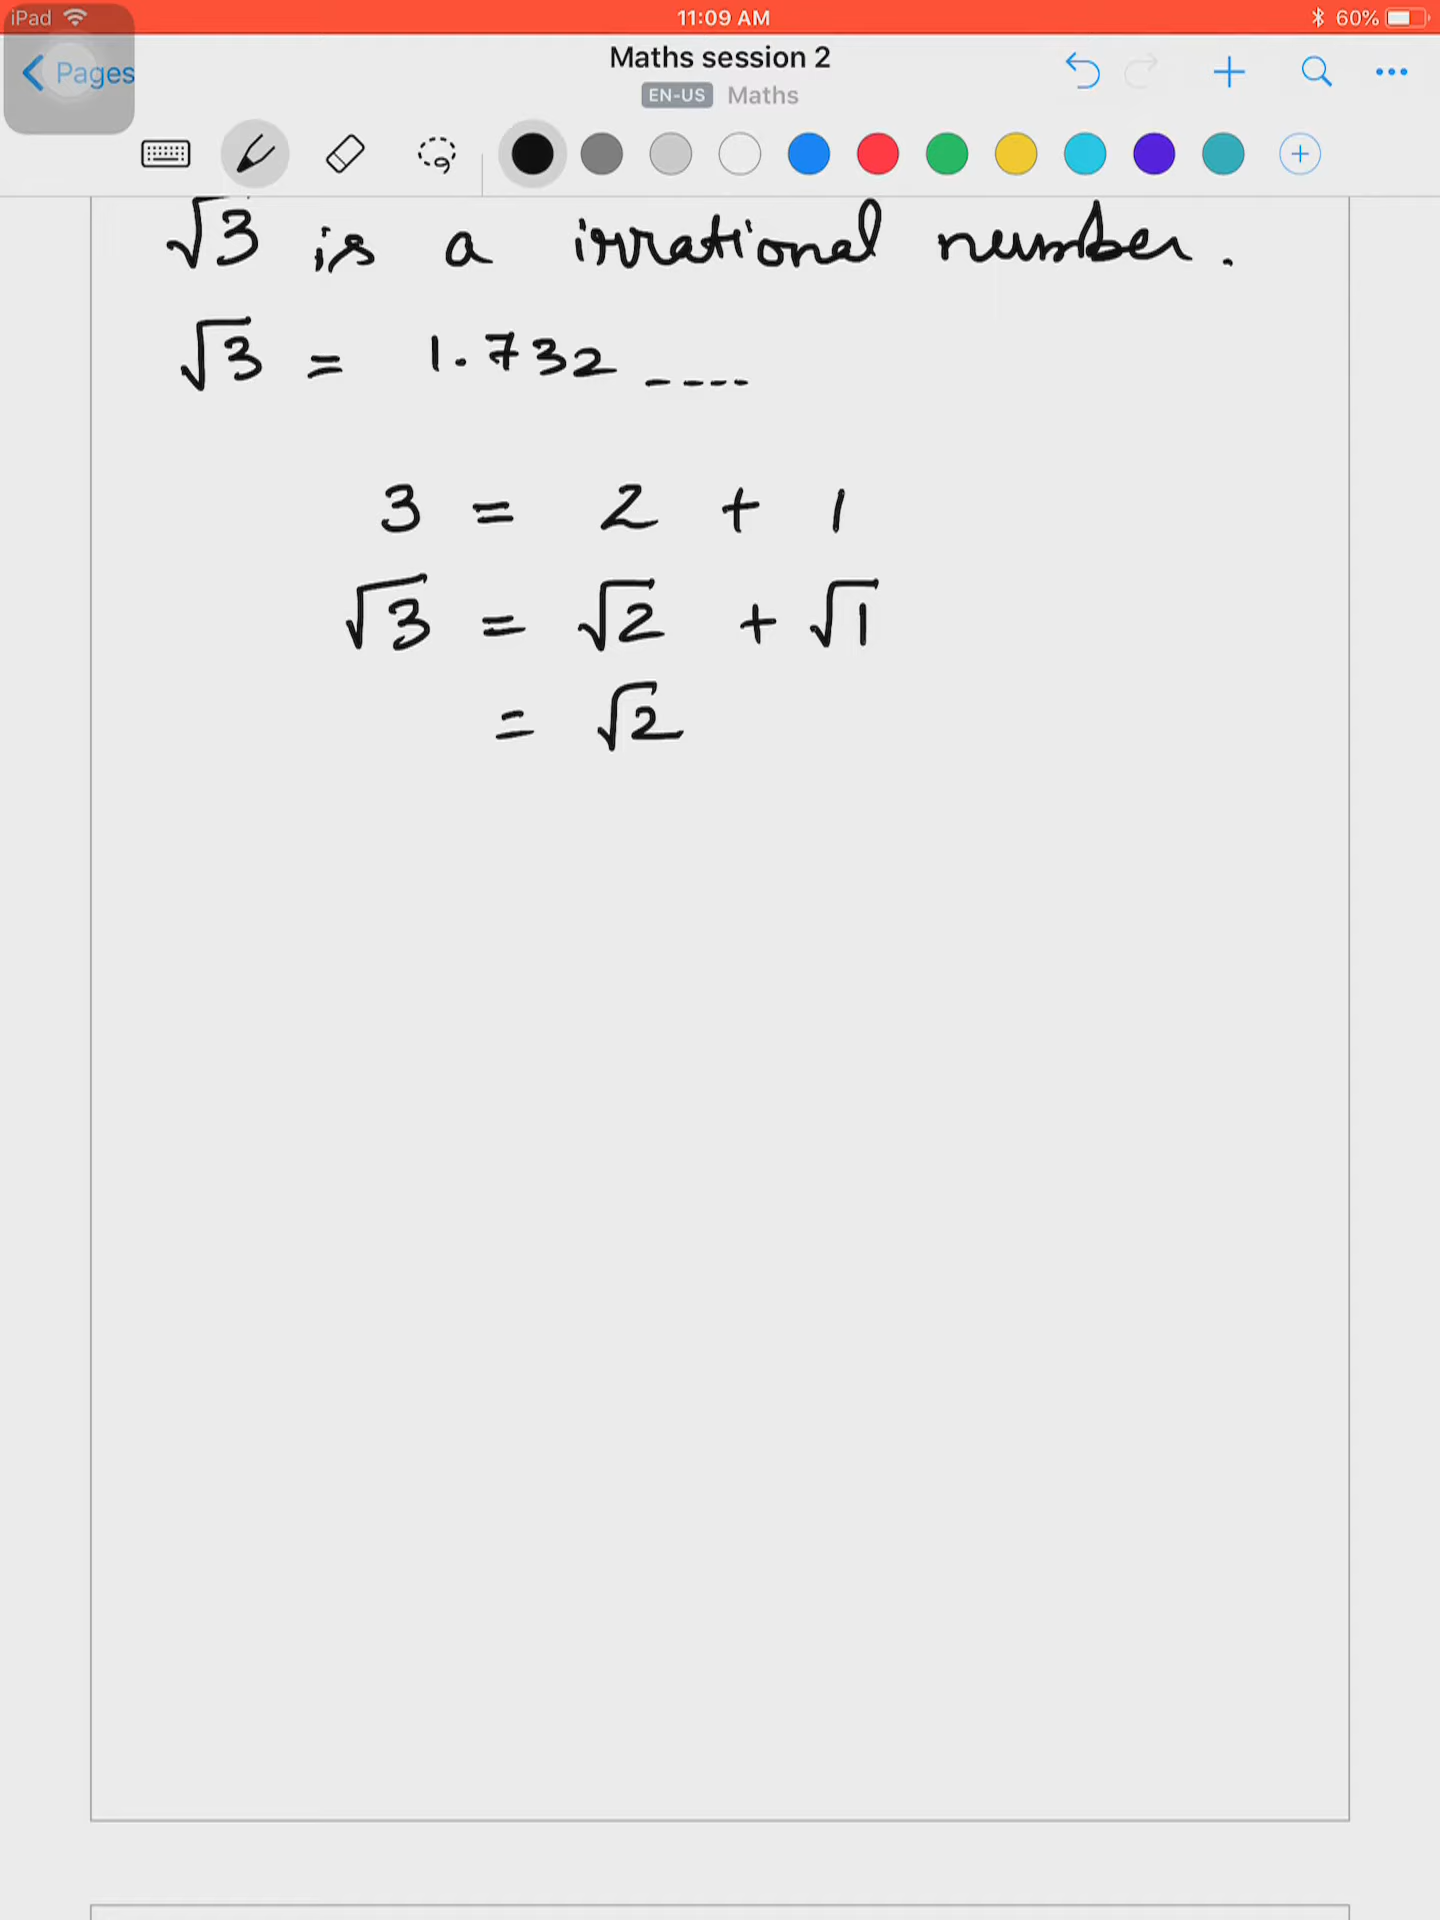 iPad 11:09 AM 60%
Pages Maths session 2
EN-US Maths
√3 is a irrational number.
√3 = 1.732 ----
3 = 2 + 1
√3 = √2 + √1
= √2